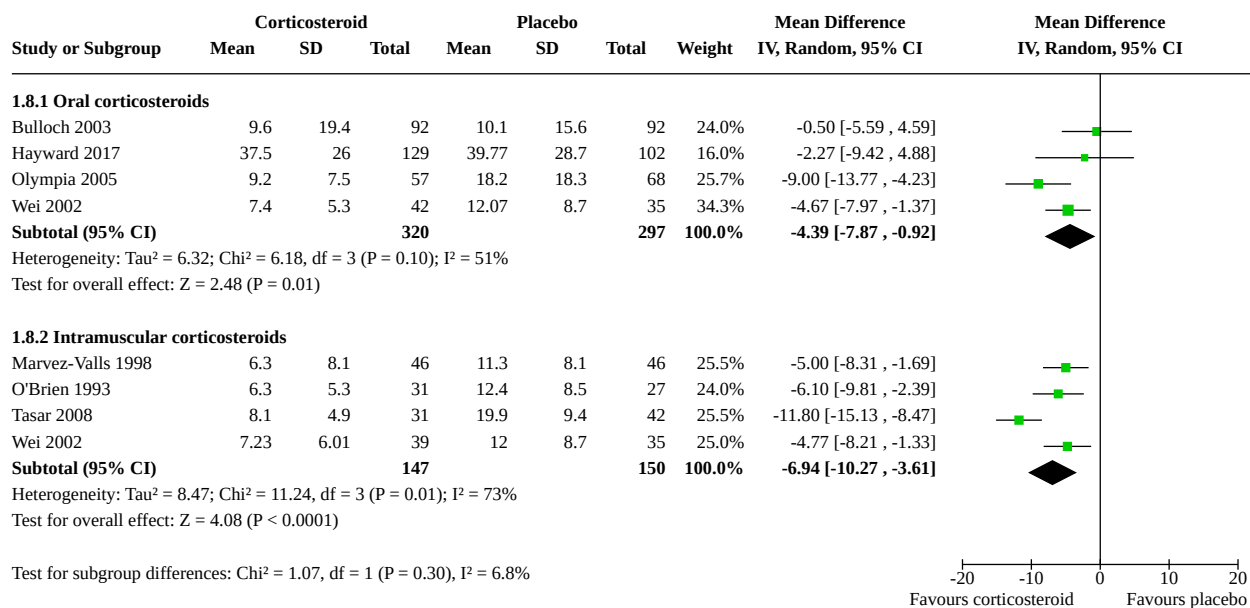 Corticosteroid Placebo Mean Difference Mean Difference
Study or Subgroup Mean SD Total Mean SD Total Weight IV, Random, 95% CI IV, Random, 95% CI
1.8.1 Oral corticosteroids
Bulloch 2003 9.6 19.4 92 10.1 15.6 92 24.0% -0.50 [-5.59 , 4.59]
Hayward 2017 37.5 26 129 39.77 28.7 102 16.0% -2.27 [-9.42 , 4.88]
Olympia 2005 9.2 7.5 57 18.2 18.3 68 25.7% -9.00 [-13.77 , -4.23]
Wei 2002 7.4 5.3 42 12.07 8.7 35 34.3% -4.67 [-7.97 , -1.37]
Subtotal (95% CI) 320 297 100.0% -4.39 [-7.87 , -0.92]
Heterogeneity: Tau² = 6.32; Chi² = 6.18, df = 3 (P = 0.10); I² = 51%
Test for overall effect: Z = 2.48 (P = 0.01)
1.8.2 Intramuscular corticosteroids
Marvez-Valls 1998 6.3 8.1 46 11.3 8.1 46 25.5% -5.00 [-8.31 , -1.69]
O'Brien 1993 6.3 5.3 31 12.4 8.5 27 24.0% -6.10 [-9.81 , -2.39]
Tasar 2008 8.1 4.9 31 19.9 9.4 42 25.5% -11.80 [-15.13 , -8.47]
Wei 2002 7.23 6.01 39 12 8.7 35 25.0% -4.77 [-8.21 , -1.33]
Subtotal (95% CI) 147 150 100.0% -6.94 [-10.27 , -3.61]
Heterogeneity: Tau² = 8.47; Chi² = 11.24, df = 3 (P = 0.01); I² = 73%
Test for overall effect: Z = 4.08 (P < 0.0001)
Test for subgroup differences: Chi² = 1.07, df = 1 (P = 0.30), I² = 6.8%
-20 -10 0 10 20
Favours corticosteroid Favours placebo